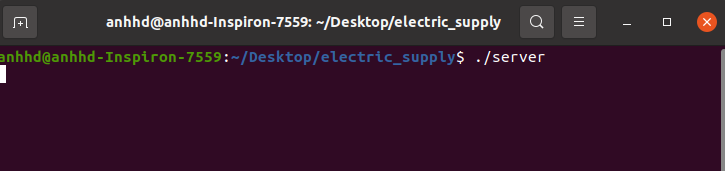 anhhd@anhhd-Inspiron-7559: ~/Desktop/electric_supply
anhhd@anhhd-Inspiron-7559:~/Desktop/electric_supply$ ./server